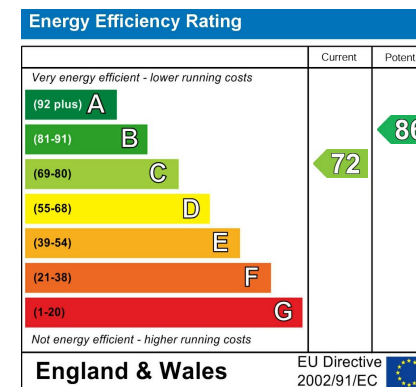 Energy Efficiency Rating
Current Potent
Very energy efficient - lower running costs
(92 plus) A
(81-91) B
86
(69-80) C
72
(55-68) D
(39-54) E
(21-38) F
(1-20) G
Not energy efficient - higher running costs
England & Wales
EU Directive
2002/91/EC